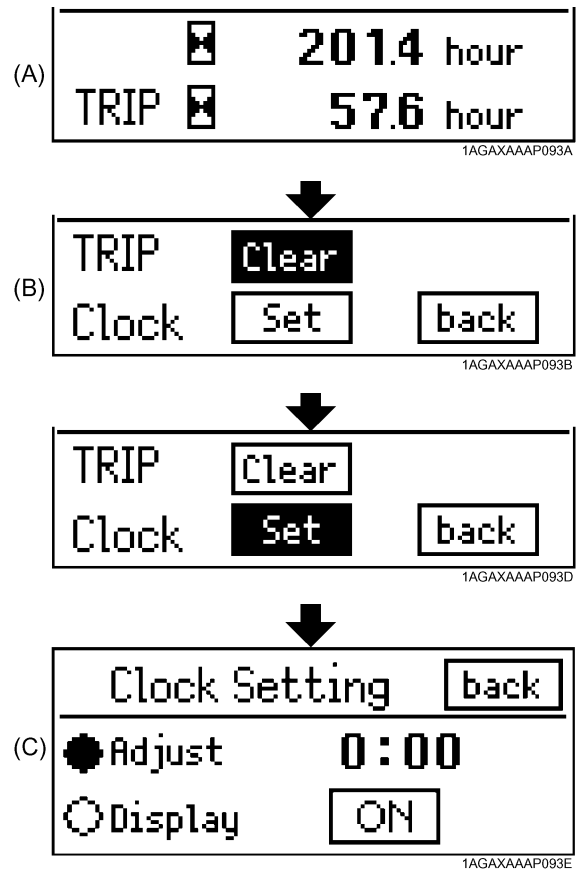 (A)
201.4 hour
TRIP 57.6 hour
1AGAXAAAP093A
(B)
TRIP Clear
Clock Set back
1AGAXAAAP093B
TRIP Clear
Clock Set back
1AGAXAAAP093D
Clock Setting back
(C)
Adjust 0:00
Display ON
1AGAXAAAP093E